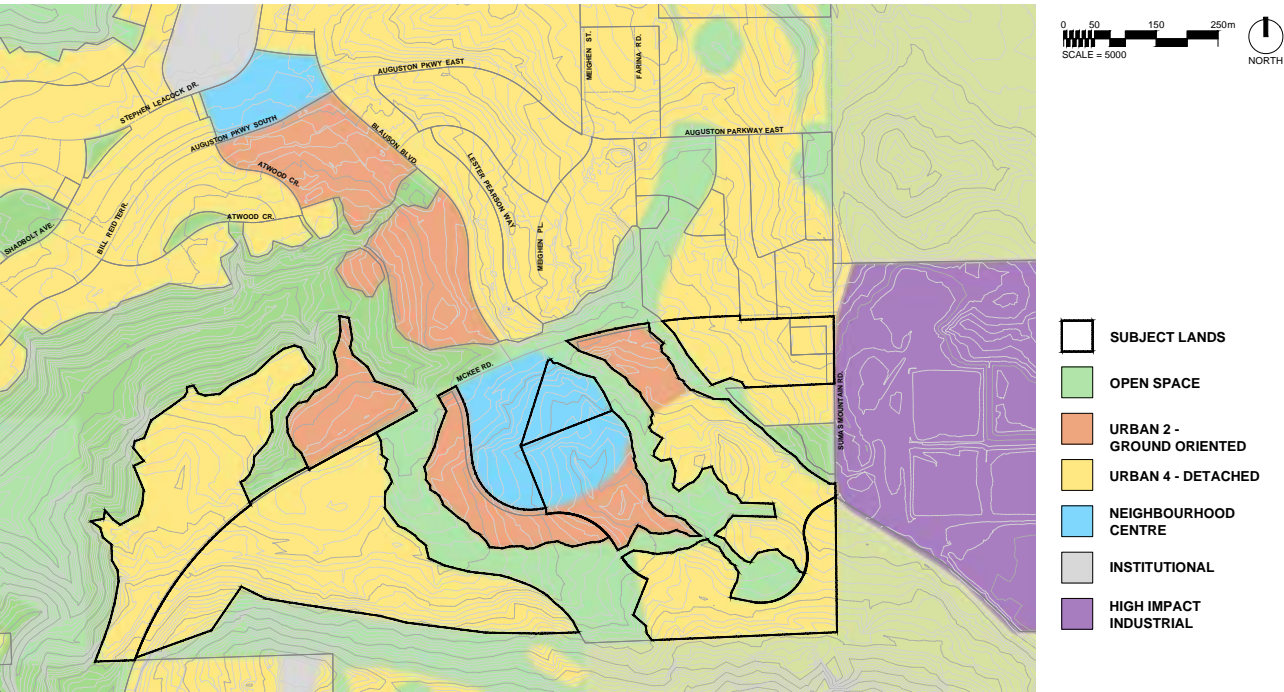 0 50 150 250m
SCALE = 5000
NORTH
MEIGHEN ST.
FARINA RD.
AUGUSTON PKWY EAST
STEPHEN LEACOCK DR.
AUGUSTON PKWY SOUTH
BLAUSON BLVD
AUGUSTON PARKWAY EAST
ATWOOD CR.
LESTER PEARSON WAY
SHADBOLT AVE.
BILL REID TERR.
ATWOOD CR.
MEIGHEN PL.
MCKEE RD.
SUMAS MOUNTAIN RD.
SUBJECT LANDS
OPEN SPACE
URBAN 2 -
GROUND ORIENTED
URBAN 4 - DETACHED
NEIGHBOURHOOD
CENTRE
INSTITUTIONAL
HIGH IMPACT
INDUSTRIAL